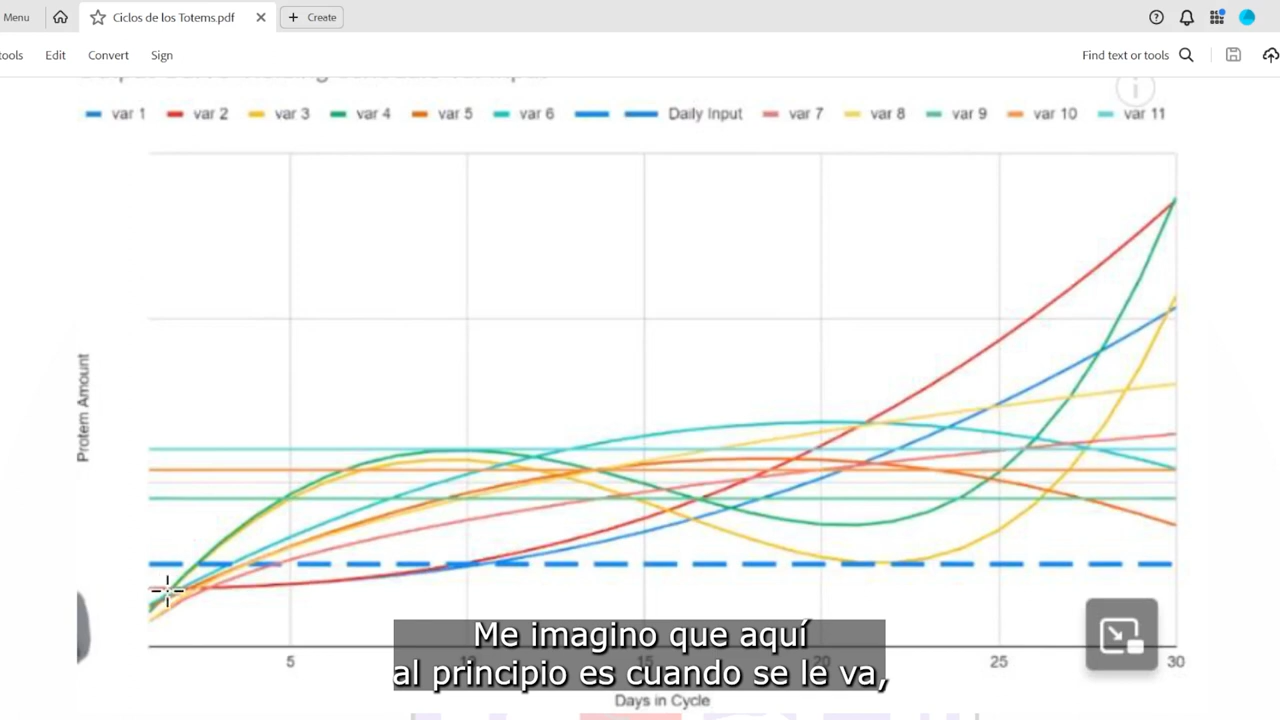 Menu Ciclos de los Totems.pdf + Create
tools Edit Convert Sign Find text or tools
var 1 var 2 var 3 var 4 var 5 var 6 Daily Input var 7 var 8 var 9 var 10 var 11
Protem Amount
5 25 30
Me imagino que aquí
al principio es cuando se le va,
Days in Cycle